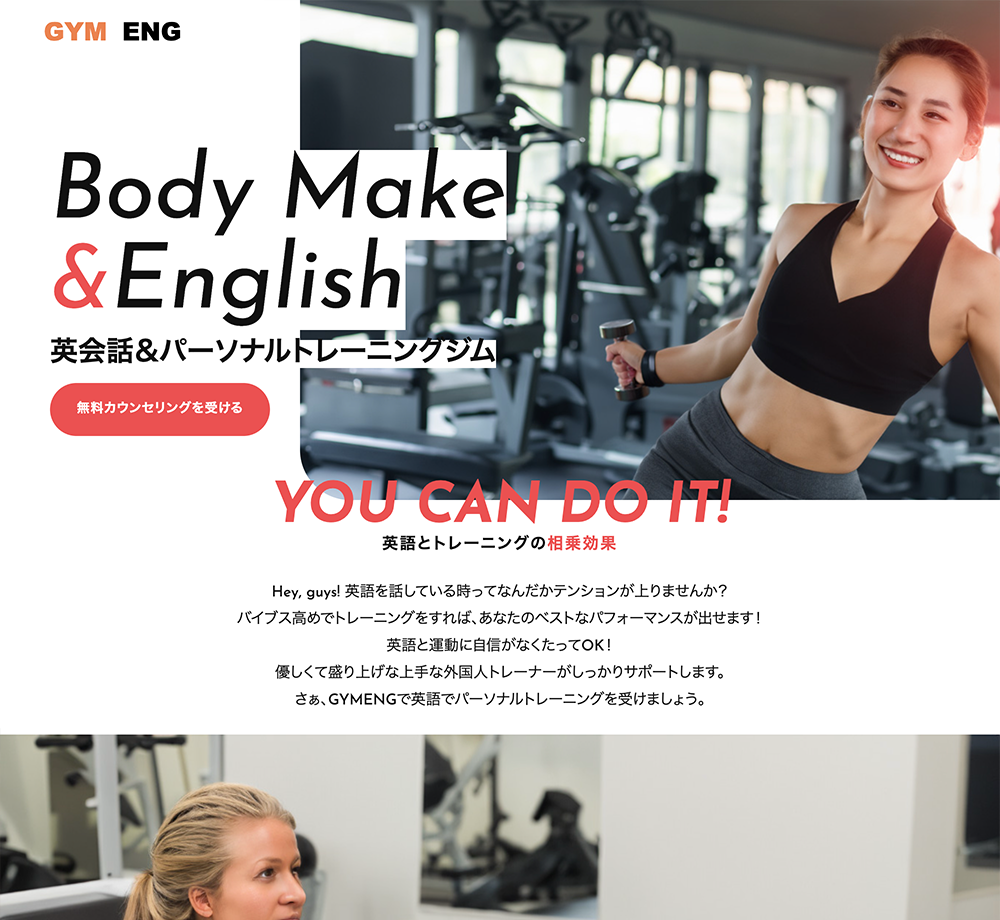 GYM ENG
Body Make
&English
英会話&パーソナルトレーニングジム
無料カウンセリングを受ける
YOU CAN DO IT!
英語とトレーニングの相乗効果
Hey, guys! 英語を話している時ってなんだかテンションが上りませんか？
バイブス高めでトレーニングをすれば、あなたのベストなパフォーマンスが出せます！
英語と運動に自信がなくたってOK！
優しくて盛り上げな上手な外国人トレーナーがしっかりサポートします。
さぁ、GYMENGで英語でパーソナルトレーニングを受けましょう。